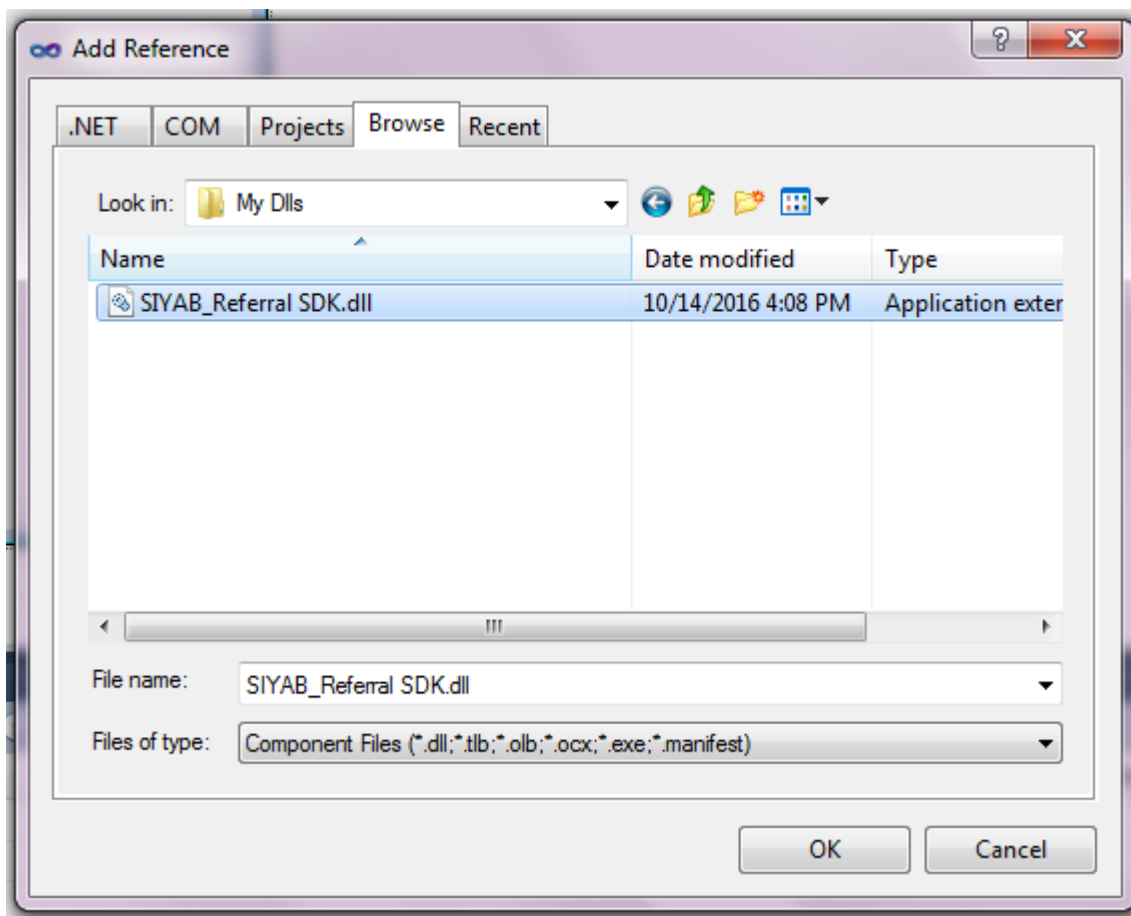 Add Reference
.NET COM Projects Browse Recent
Look in: My Dlls
Name Date modified Type
SIYAB_Referral SDK.dll 10/14/2016 4:08 PM Application exter
File name: SIYAB_Referral SDK.dll
Files of type: Component Files (*.dll;*.tlb;*.olb;*.ocx;*.exe;*.manifest)
OK Cancel